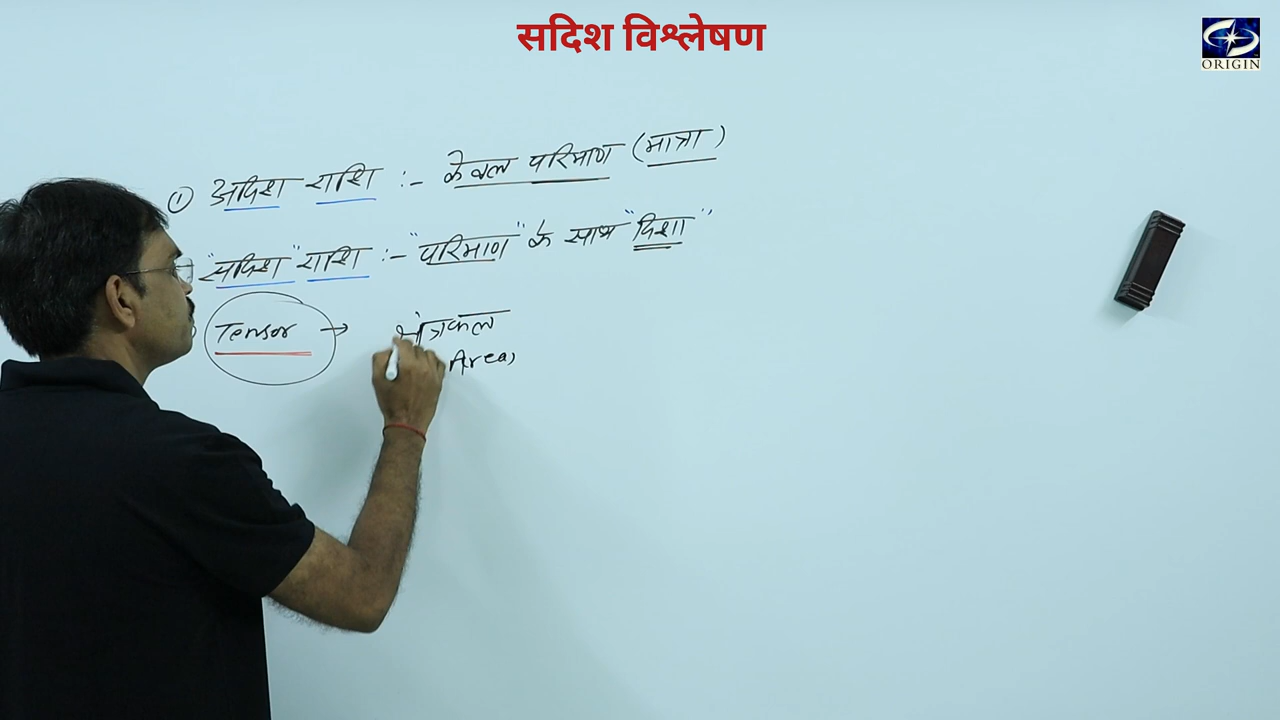 सदिश विश्लेषण
ORIGIN
① अदिश राशि :- केवल परिमाण (मात्रा)
"सदिश" राशि :- "परिमाण" के साथ "दिशा"
Tensor → क्षेत्रफल
Area,